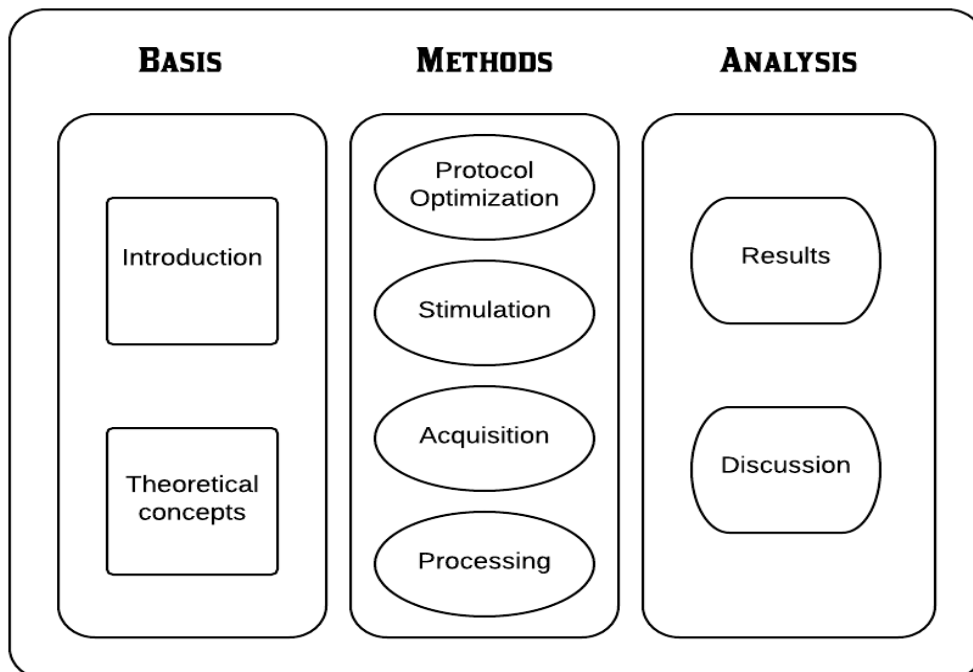 BASIS
METHODS
ANALYSIS
Introduction
Theoretical
concepts
Protocol
Optimization
Stimulation
Acquisition
Processing
Results
Discussion